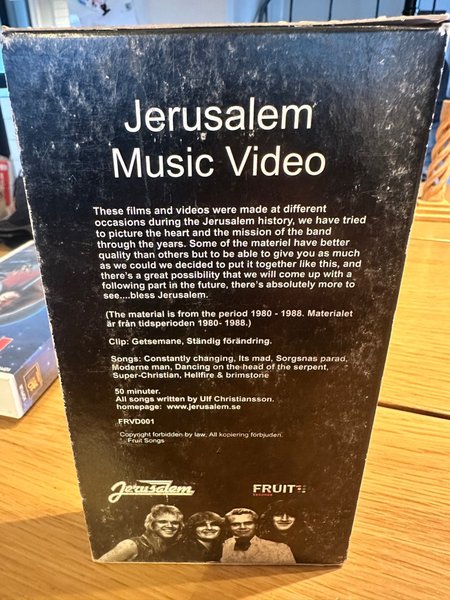 Jerusalem
Music Video
These films and videos were made at different
occasions during the Jerusalem history, we have tried
to picture the heart and the mission of the band
through the years. Some of the materiel have better
quality than others but to be able to give you as much
as we could we decided to put it together like this, and
there's a great possibility that we will come up with a
following part in the future, there's absolutely more to
see....bless Jerusalem.
(The material is from the period 1980 - 1988. Materialet
är från tidsperioden 1980- 1988.)
Clip: Getsemane, Ständig förändring.
Songs: Constantly changing, Its mad, Sorgsnas parad,
Moderne man, Dancing on the head of the serpent,
Super-Christian, Hellfire & brimstone
50 minuter.
All songs written by Ulf Christiansson.
homepage: www.jerusalem.se
FRVD001
Copyright forbidden by law, All kopiering förbjuden.
Fruit Songs
Jerusalem
FRUIT
RECORDS